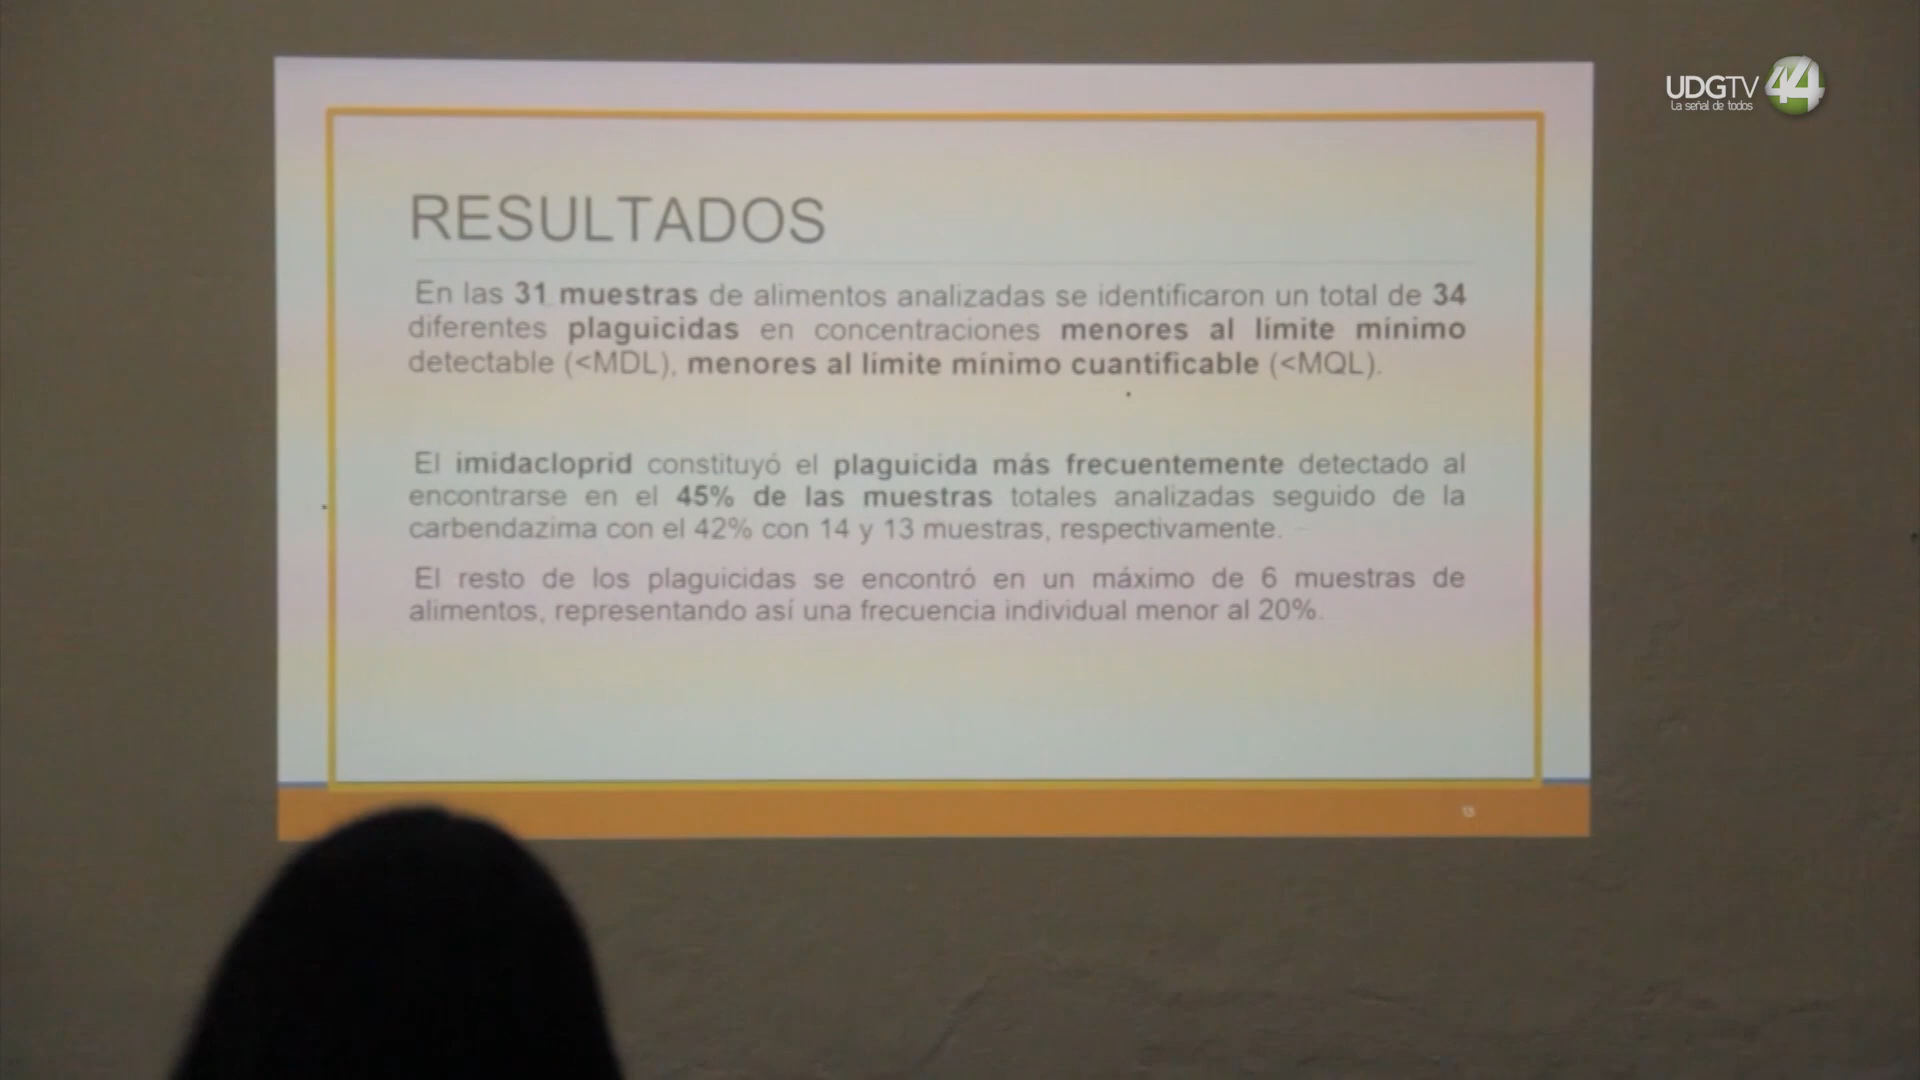 UDGTV 44
La señal de todos
RESULTADOS
En las 31 muestras de alimentos analizadas se identificaron un total de 34
diferentes plaguicidas en concentraciones menores al límite mínimo
detectable (<MDL), menores al límite mínimo cuantificable (<MQL).
El imidacloprid constituyó el plaguicida más frecuentemente detectado al
encontrarse en el 45% de las muestras totales analizadas seguido de la
carbendazima con el 42% con 14 y 13 muestras, respectivamente.
El resto de los plaguicidas se encontró en un máximo de 6 muestras de
alimentos, representando así una frecuencia individual menor al 20%.